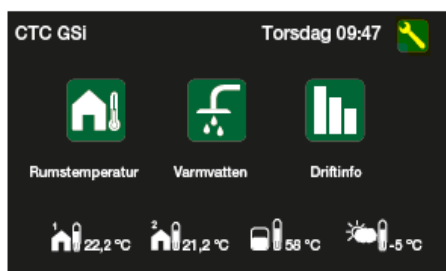 CTC GSi Torsdag 09:47
Rumstemperatur Varmvatten Driftinfo
1 22,2 °C 2 21,2 °C 58 °C -5 °C